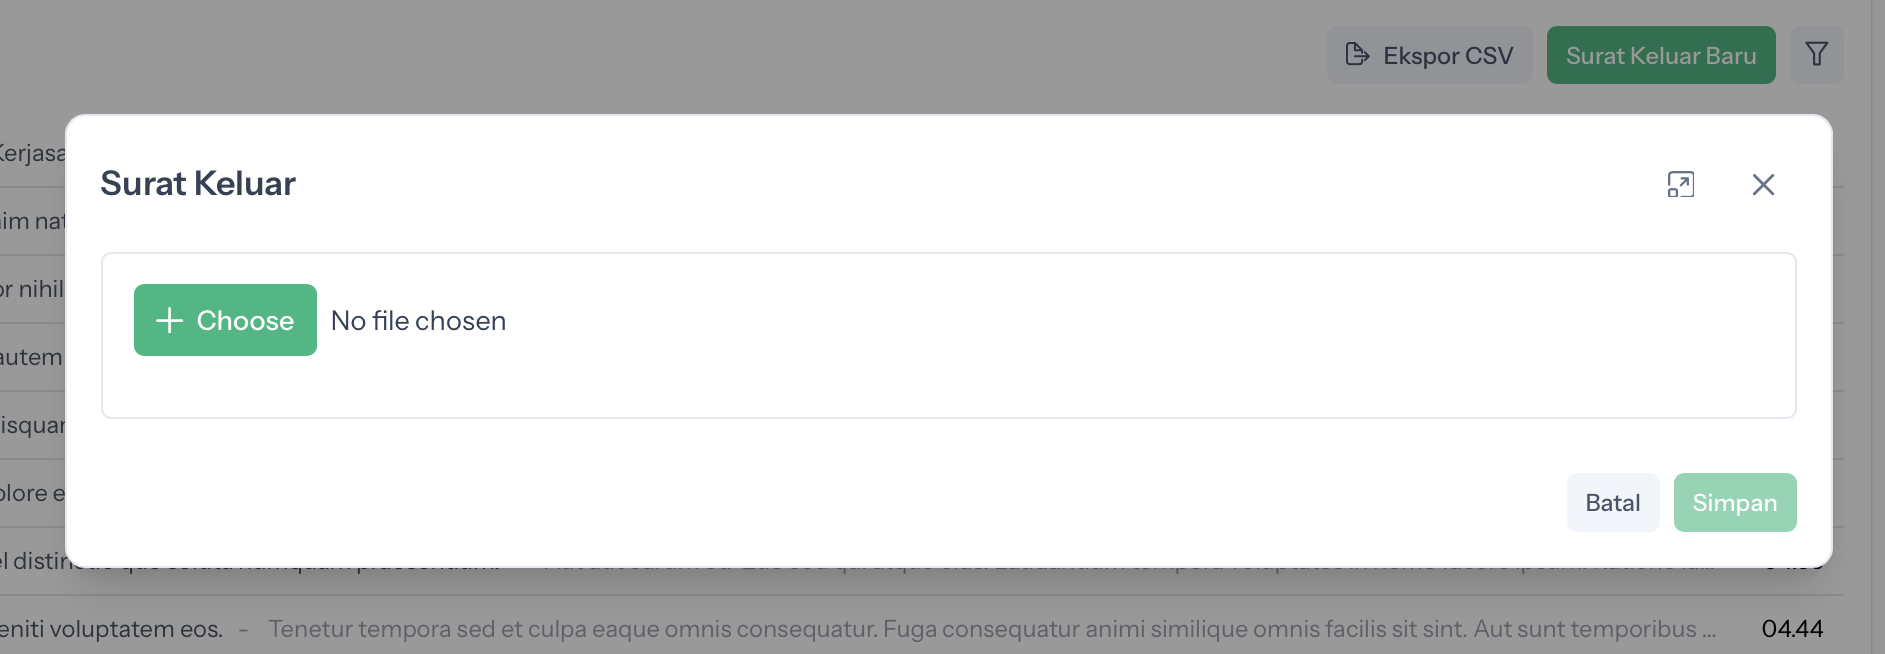 Ekspor CSV
Surat Keluar Baru
Kerjasa
im nat
or nihil
autem
isquar
olore e
Surat Keluar
Choose
No file chosen
Batal
Simpan
el distin
eniti voluptatem eos. - Tenetur tempora sed et culpa eaque omnis consequatur. Fuga consequatur animi similique omnis facilis sit sint. Aut sunt temporibus ... 04.44